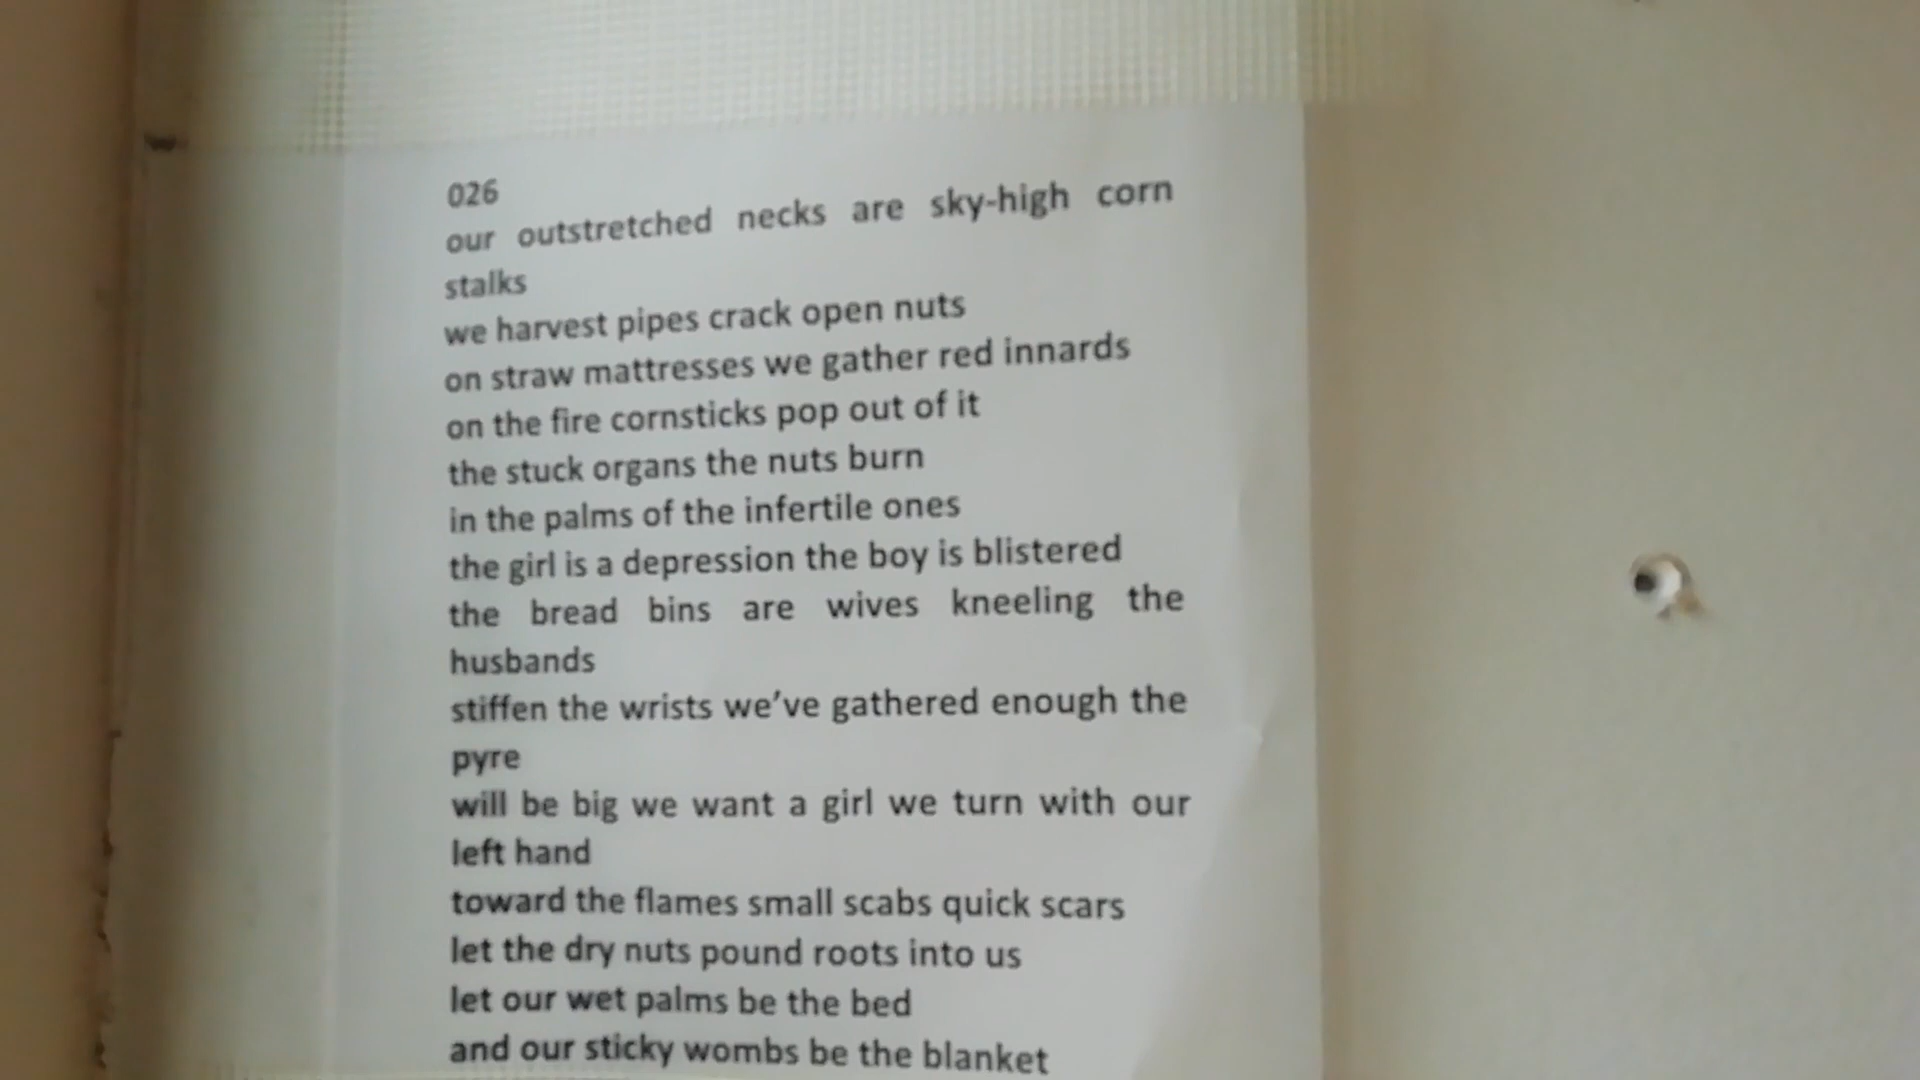 026
our outstretched necks are sky-high corn
stalks
we harvest pipes crack open nuts
on straw mattresses we gather red innards
on the fire cornsticks pop out of it
the stuck organs the nuts burn
in the palms of the infertile ones
the girl is a depression the boy is blistered
the bread bins are wives kneeling the
husbands
stiffen the wrists we’ve gathered enough the
pyre
will be big we want a girl we turn with our
left hand
toward the flames small scabs quick scars
let the dry nuts pound roots into us
let our wet palms be the bed
and our sticky wombs be the blanket